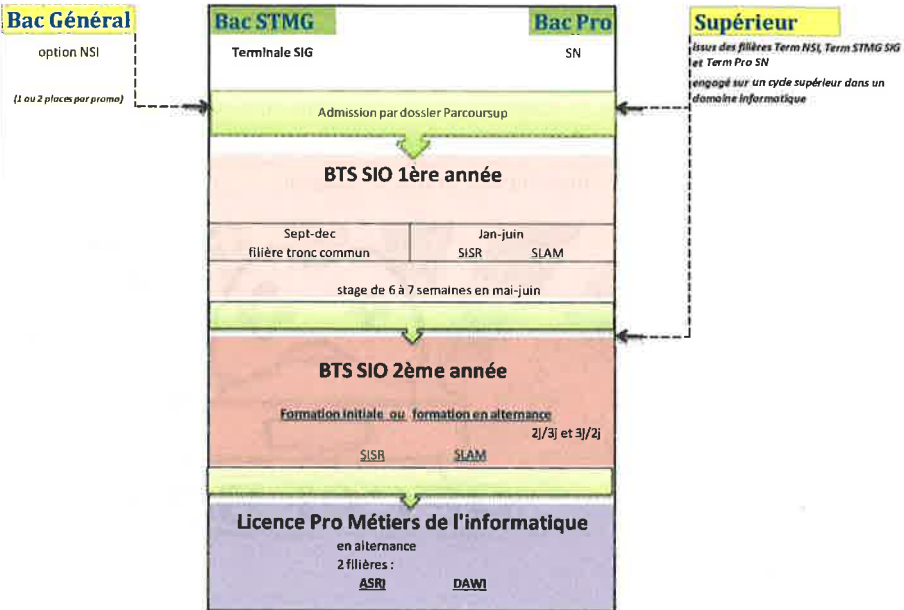 Bac Général
option NSI
(1 ou 2 places par promo)
Bac STMG
Bac Pro
Terminale SIG
SN
Supérieur
issus des filières Term NSI, Term STMG SIG
et Term Pro SN
engagé sur un cycle supérieur dans un
domaine informatique
Admission par dossier Parcoursup
BTS SIO 1ère année
Sept-dec
filière tronc commun
Jan-juin
SISR SLAM
stage de 6 à 7 semaines en mai-juin
BTS SIO 2ème année
Formation initiale ou formation en alternance
2j/3j et 3j/2j
SISR SLAM
Licence Pro Métiers de l'informatique
en alternance
2 filières :
ASRI DAWI